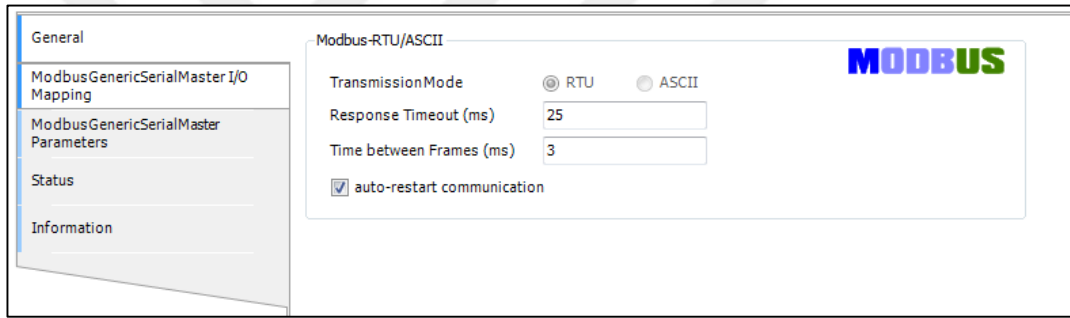 General
ModbusGenericSerialMaster I/O
Mapping
ModbusGenericSerialMaster
Parameters
Status
Information
Modbus-RTU/ASCII
MODBUS
TransmissionMode RTU ASCII
Response Timeout (ms) 25
Time between Frames (ms) 3
auto-restart communication